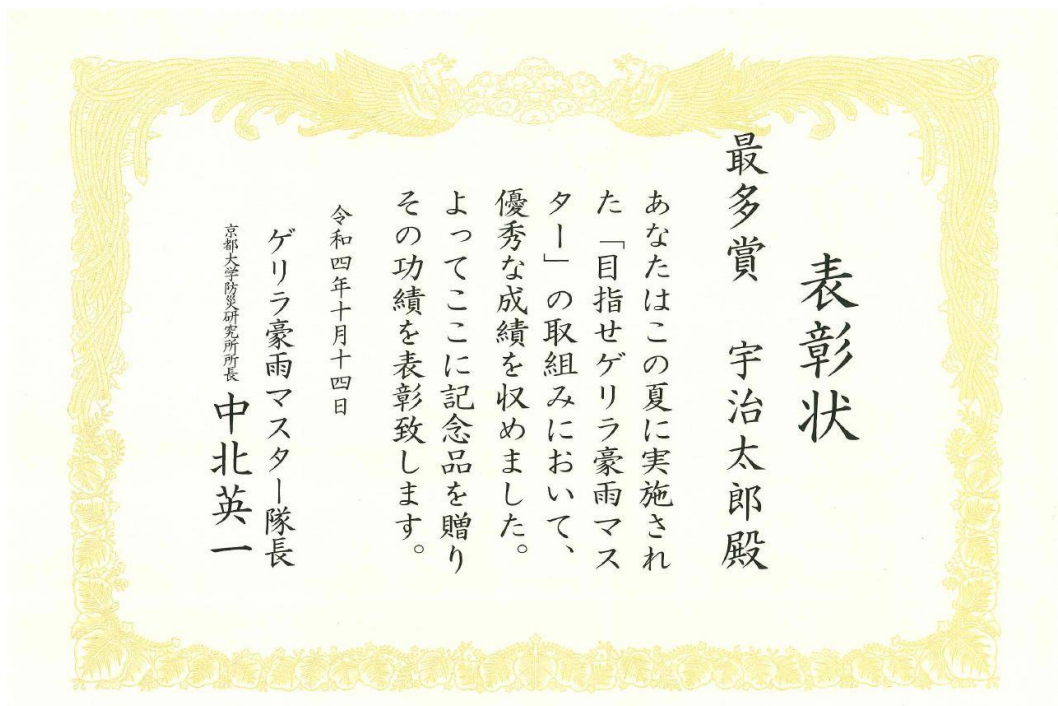 表彰状
最多賞 宇治太郎殿
あなたはこの夏に実施され
た「目指せゲリラ豪雨マス
ター」の取組みにおいて、
優秀な成績を収めました。
よってここに記念品を贈り
その功績を表彰致します。
令和四年十月十四日
ゲリラ豪雨マスター隊長
京都大学防災研究所所長 中北英一